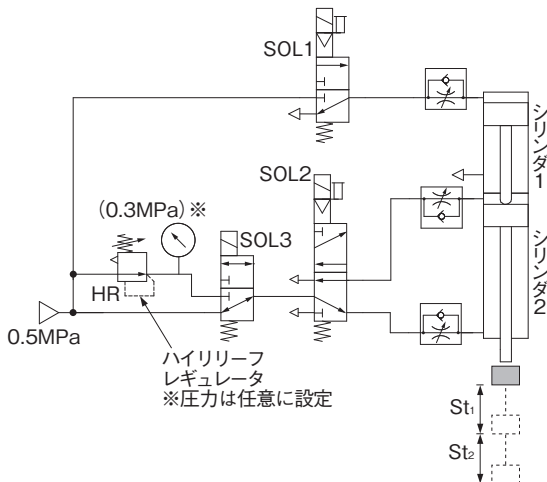 SOL1
シリンダ1
SOL2
(0.3MPa)※
SOL3
シリンダ2
HR
0.5MPa
ハイリリーフ
レギュレータ
※圧力は任意に設定
St₁
St₂